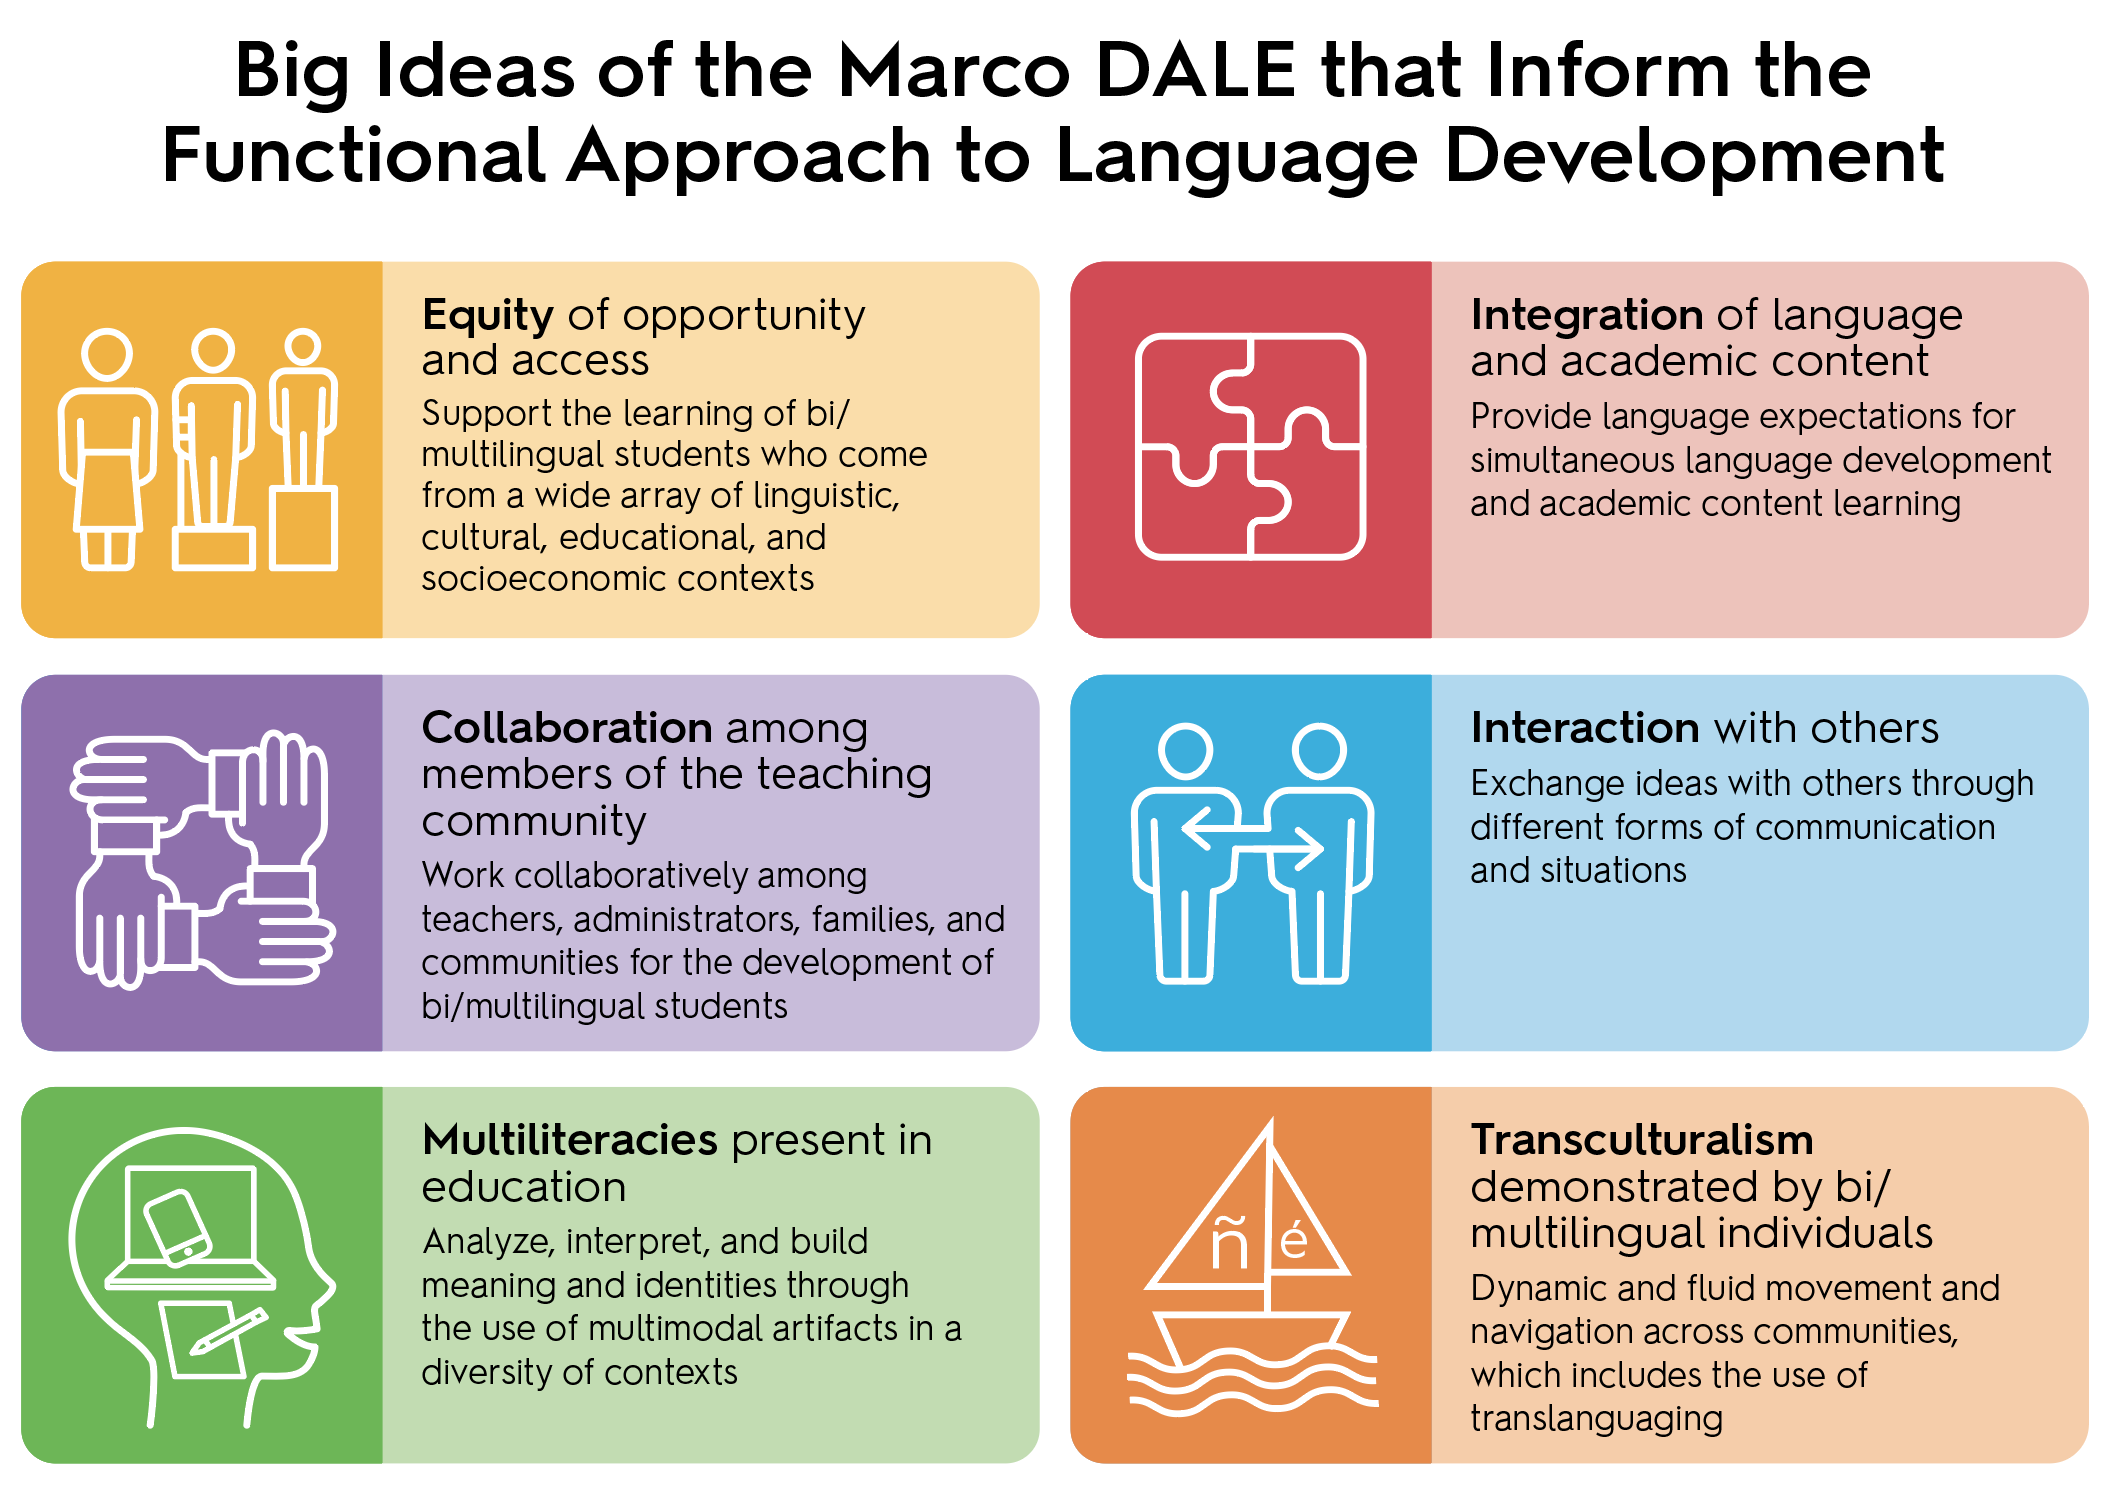 Big Ideas of the Marco DALE that Inform the
Functional Approach to Language Development
Equity of opportunity
and access
Support the learning of bi/
multilingual students who come
from a wide array of linguistic,
cultural, educational, and
socioeconomic contexts
Integration of language
and academic content
Provide language expectations for
simultaneous language development
and academic content learning
Collaboration among
members of the teaching
community
Work collaboratively among
teachers, administrators, families, and
communities for the development of
bi/multilingual students
Interaction with others
Exchange ideas with others through
different forms of communication
and situations
Multiliteracies present in
education
Analyze, interpret, and build
meaning and identities through
the use of multimodal artifacts in a
diversity of contexts
ñ é
Transculturalism
demonstrated by bi/
multilingual individuals
Dynamic and fluid movement and
navigation across communities,
which includes the use of
translanguaging